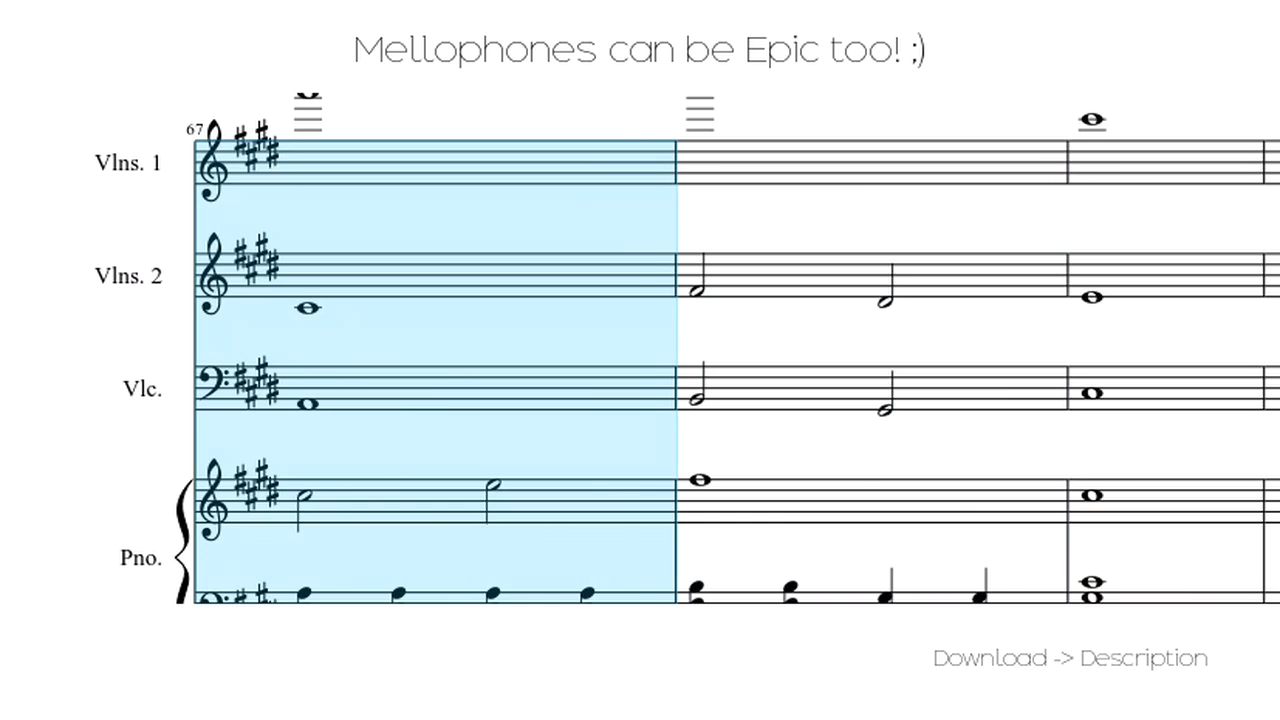 Mellophones can be Epic too! ;)
67
Vlns. 1
Vlns. 2
Vlc.
Pno.
Download -> Description